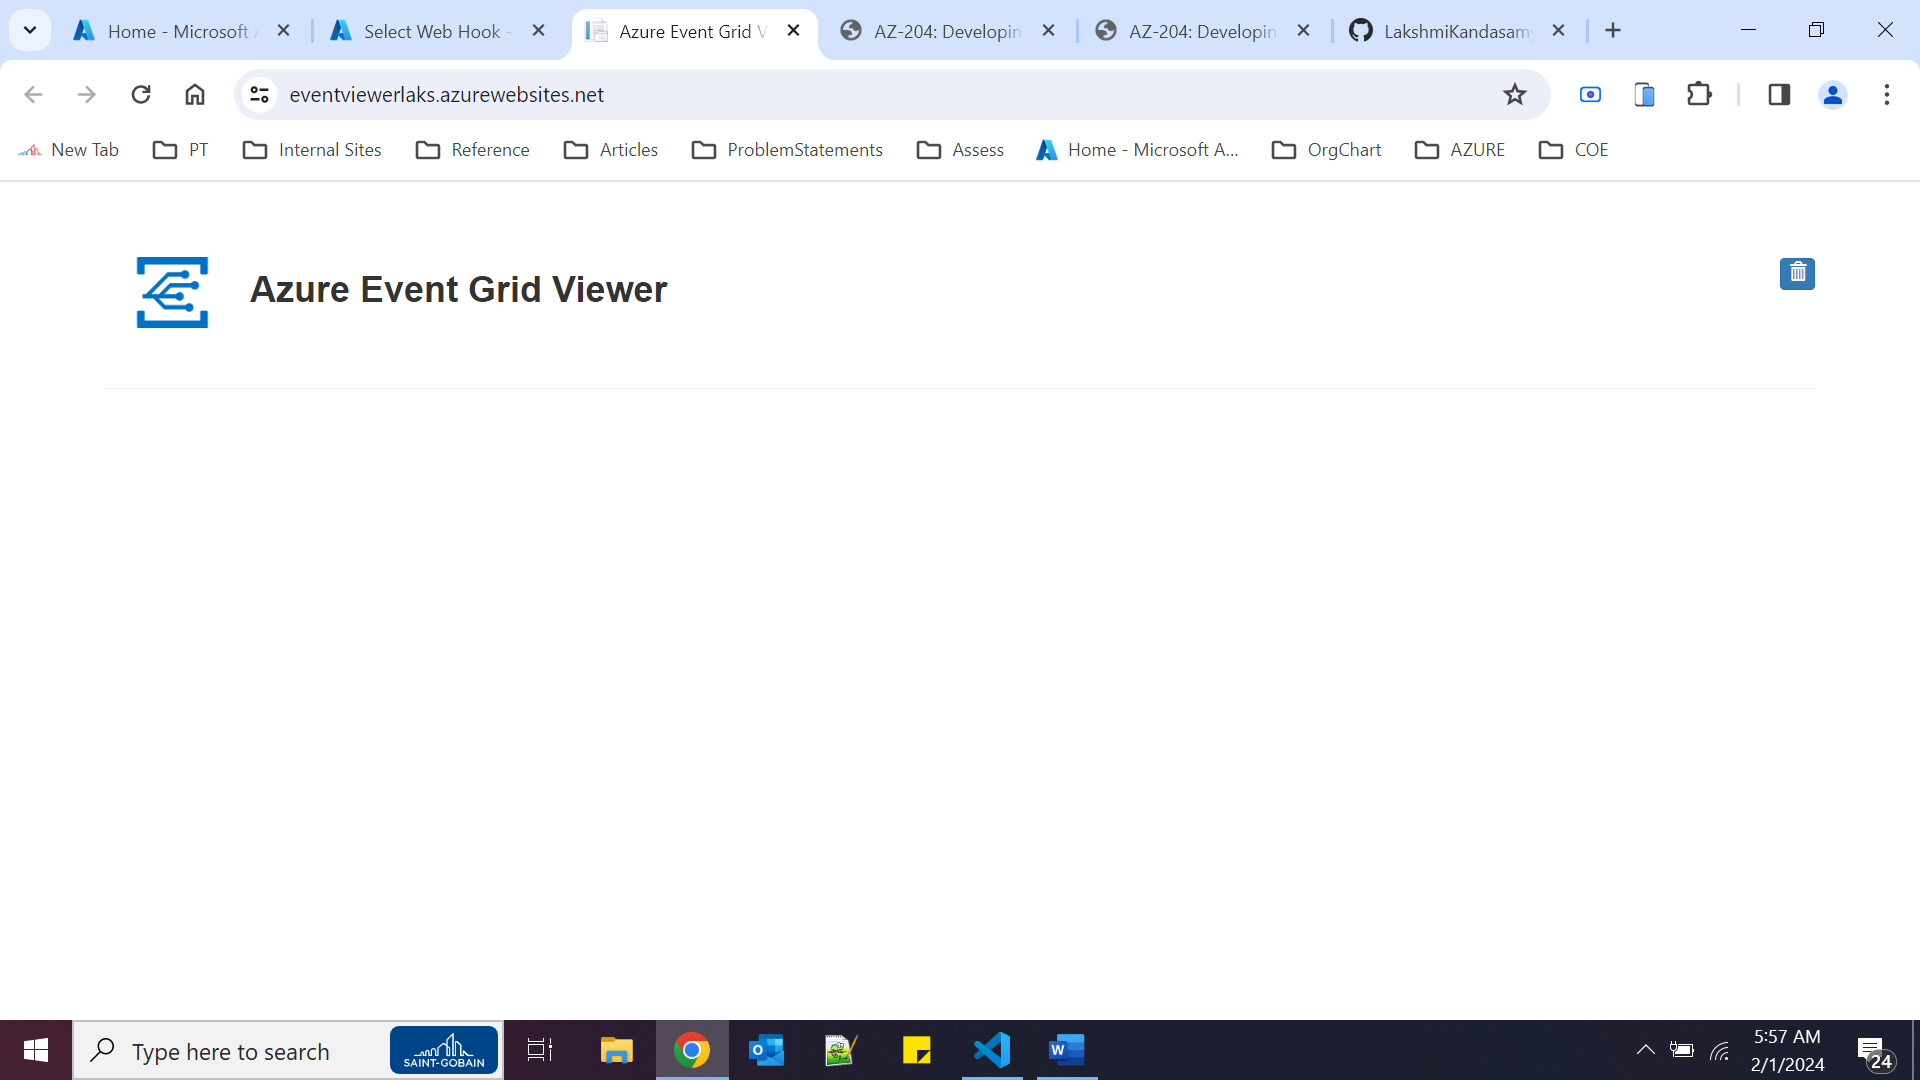 Home - Microsoft A
Select Web Hook -
Azure Event Grid V
AZ-204: Developin
AZ-204: Developin
LakshmiKandasamy
eventviewerlaks.azurewebsites.net
New Tab
PT
Internal Sites
Reference
Articles
ProblemStatements
Assess
Home - Microsoft A...
OrgChart
AZURE
COE
Azure Event Grid Viewer
Type here to search
SAINT-GOBAIN
5:57 AM
2/1/2024
24